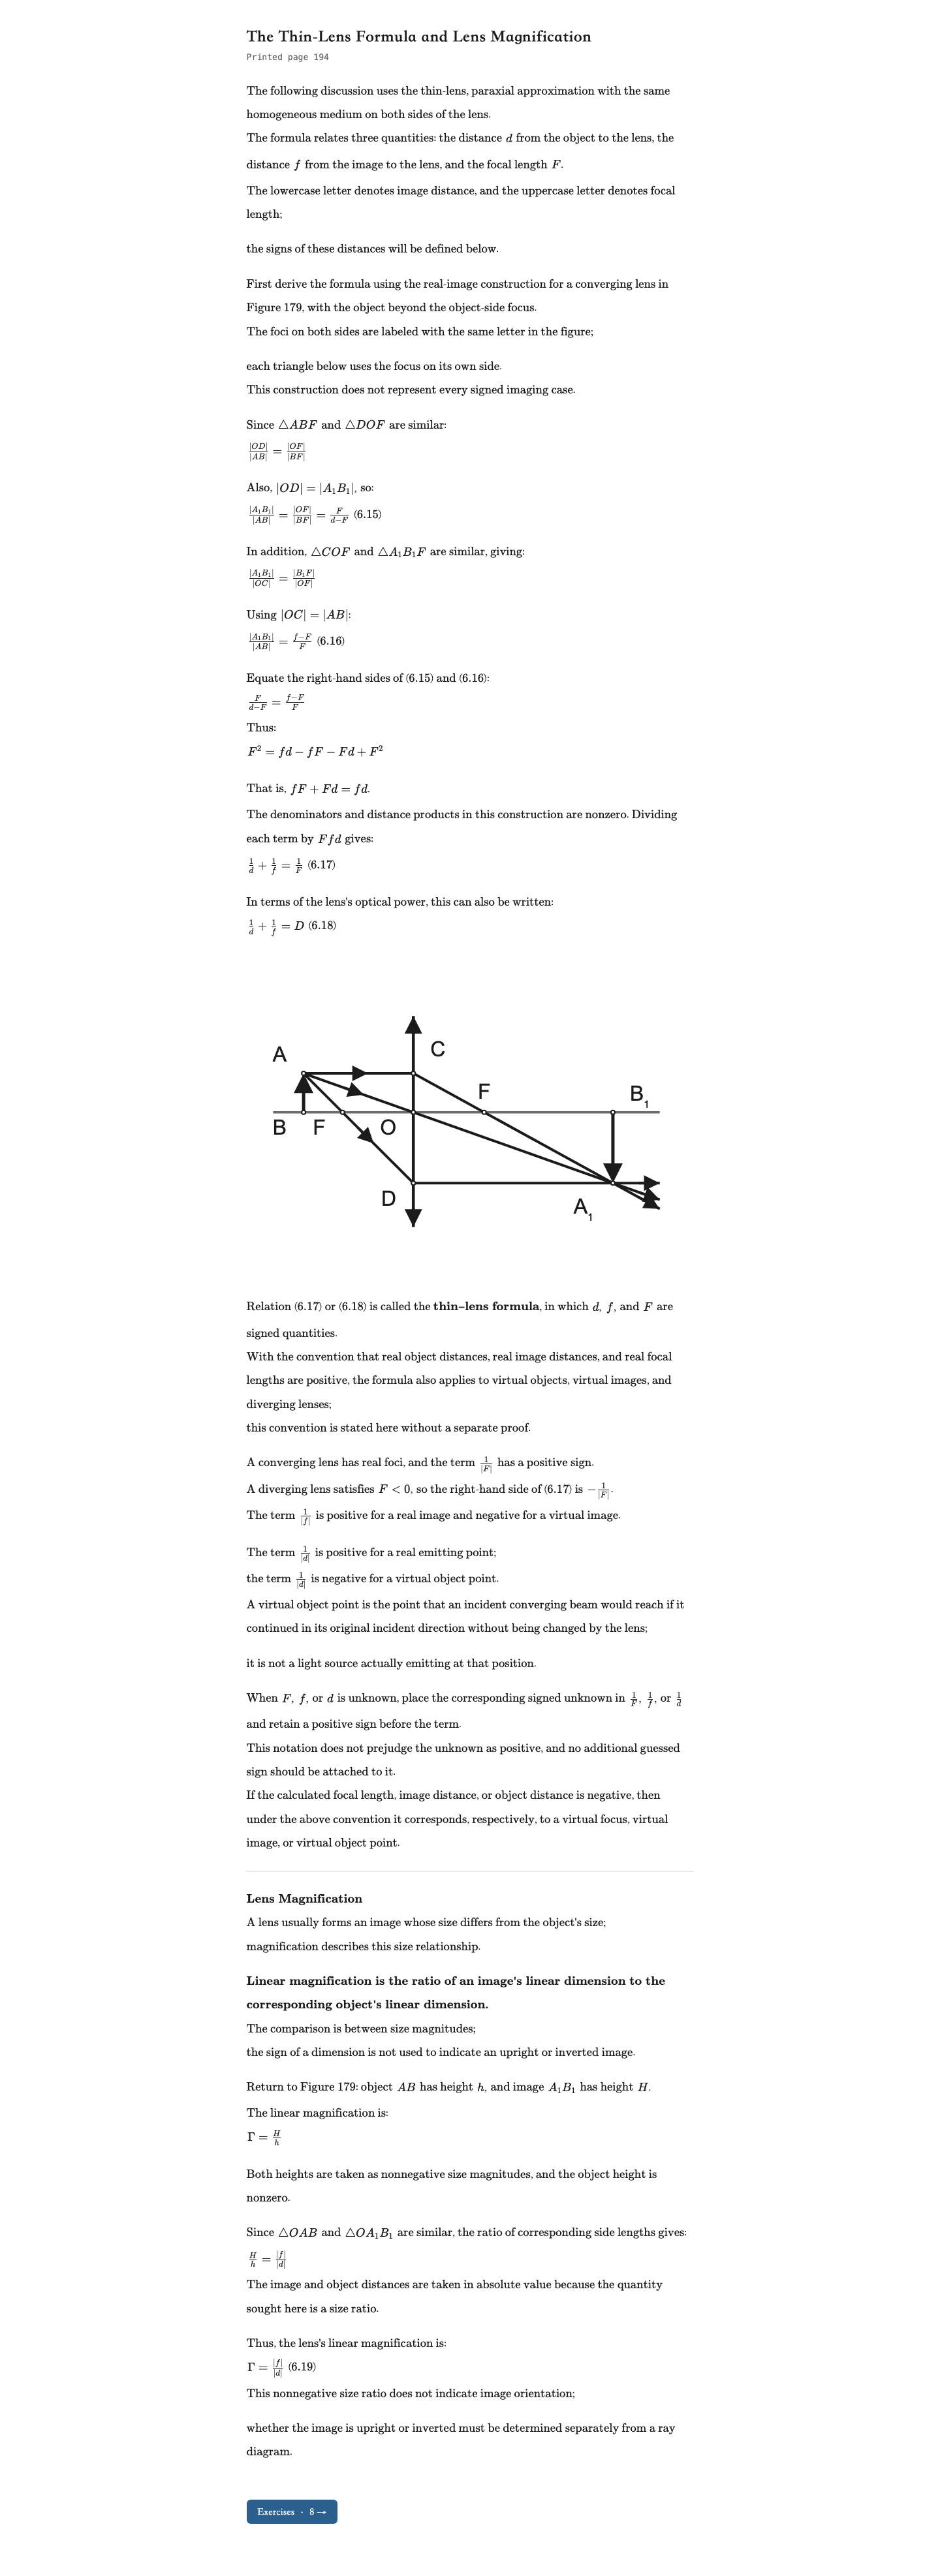 The Thin-Lens Formula and Lens Magnification
Printed page 194
The following discussion uses the thin-lens, paraxial approximation with the same
homogeneous medium on both sides of the lens.
The formula relates three quantities: the distance d from the object to the lens, the
distance f from the image to the lens, and the focal length F.
The lowercase letter denotes image distance, and the uppercase letter denotes focal
length;
the signs of these distances will be defined below.
First derive the formula using the real-image construction for a converging lens in
Figure 179, with the object beyond the object-side focus.
The foci on both sides are labeled with the same letter in the figure;
each triangle below uses the focus on its own side.
This construction does not represent every signed imaging case.
Since △ABF and △DOF are similar:
|OD|/|AB| = |OF|/|BF|
Also, |OD| = |A₁B₁|, so:
|A₁B₁|/|AB| = |OF|/|BF| = F/(d−F) (6.15)
In addition, △COF and △A₁B₁F are similar, giving:
|A₁B₁|/|OC| = |B₁F|/|OF|
Using |OC| = |AB|:
|A₁B₁|/|AB| = (f−F)/F (6.16)
Equate the right-hand sides of (6.15) and (6.16):
F/(d−F) = (f−F)/F
Thus:
F² = fd − fF − Fd + F²
That is, fF + Fd = fd.
The denominators and distance products in this construction are nonzero. Dividing
each term by Ffd gives:
1/d + 1/f = 1/F (6.17)
In terms of the lens's optical power, this can also be written:
1/d + 1/f = D (6.18)
A
C
F
B₁
B
F
O
D
A₁
Relation (6.17) or (6.18) is called the thin-lens formula, in which d, f, and F are
signed quantities.
With the convention that real object distances, real image distances, and real focal
lengths are positive, the formula also applies to virtual objects, virtual images, and
diverging lenses;
this convention is stated here without a separate proof.
A converging lens has real foci, and the term 1/|F| has a positive sign.
A diverging lens satisfies F < 0, so the right-hand side of (6.17) is −1/|F|.
The term 1/|f| is positive for a real image and negative for a virtual image.
The term 1/|d| is positive for a real emitting point;
the term 1/|d| is negative for a virtual object point.
A virtual object point is the point that an incident converging beam would reach if it
continued in its original incident direction without being changed by the lens;
it is not a light source actually emitting at that position.
When F, f, or d is unknown, place the corresponding signed unknown in 1/F, 1/f, or 1/d
and retain a positive sign before the term.
This notation does not prejudge the unknown as positive, and no additional guessed
sign should be attached to it.
If the calculated focal length, image distance, or object distance is negative, then
under the above convention it corresponds, respectively, to a virtual focus, virtual
image, or virtual object point.
Lens Magnification
A lens usually forms an image whose size differs from the object's size;
magnification describes this size relationship.
Linear magnification is the ratio of an image's linear dimension to the
corresponding object's linear dimension.
The comparison is between size magnitudes;
the sign of a dimension is not used to indicate an upright or inverted image.
Return to Figure 179: object AB has height h, and image A₁B₁ has height H.
The linear magnification is:
Γ = H/h
Both heights are taken as nonnegative size magnitudes, and the object height is
nonzero.
Since △OAB and △OA₁B₁ are similar, the ratio of corresponding side lengths gives:
H/h = |f|/|d|
The image and object distances are taken in absolute value because the quantity
sought here is a size ratio.
Thus, the lens's linear magnification is:
Γ = |f|/|d| (6.19)
This nonnegative size ratio does not indicate image orientation;
whether the image is upright or inverted must be determined separately from a ray
diagram.
Exercises · 8 →